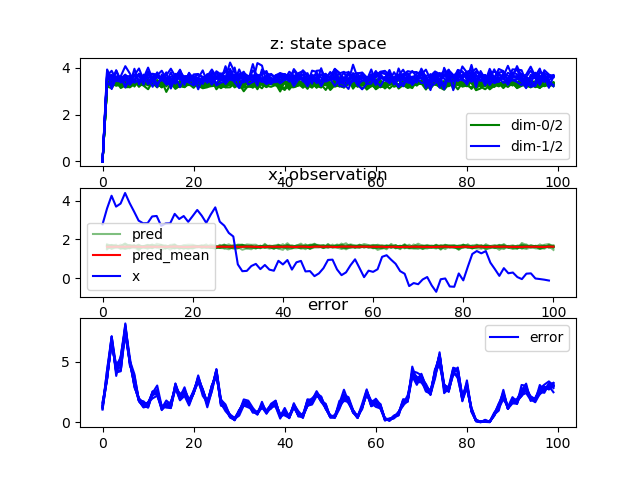 z: state space
4
2
0
dim-0/2
dim-1/2
0 20 40 60 80 100
x: observation
4
2
0
pred
pred_mean
x
0 20 40 60 80 100
error
5
0
error
0 20 40 60 80 100